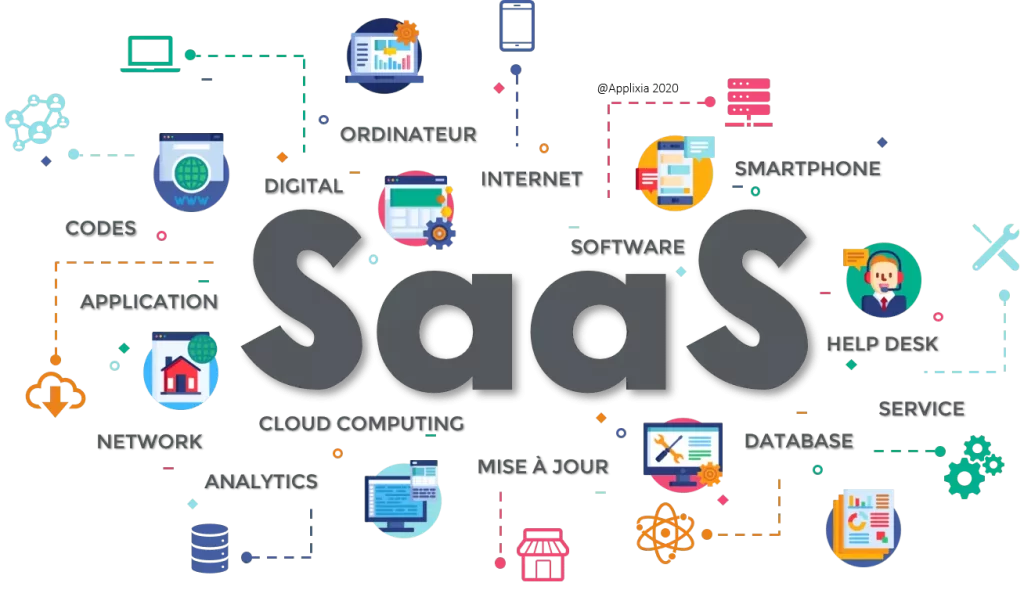 @Applixia 2020
ORDINATEUR
INTERNET
SMARTPHONE
DIGITAL
WWW
CODES
SOFTWARE
SaaS
APPLICATION
HELP DESK
SERVICE
CLOUD COMPUTING
NETWORK
DATABASE
MISE À JOUR
ANALYTICS